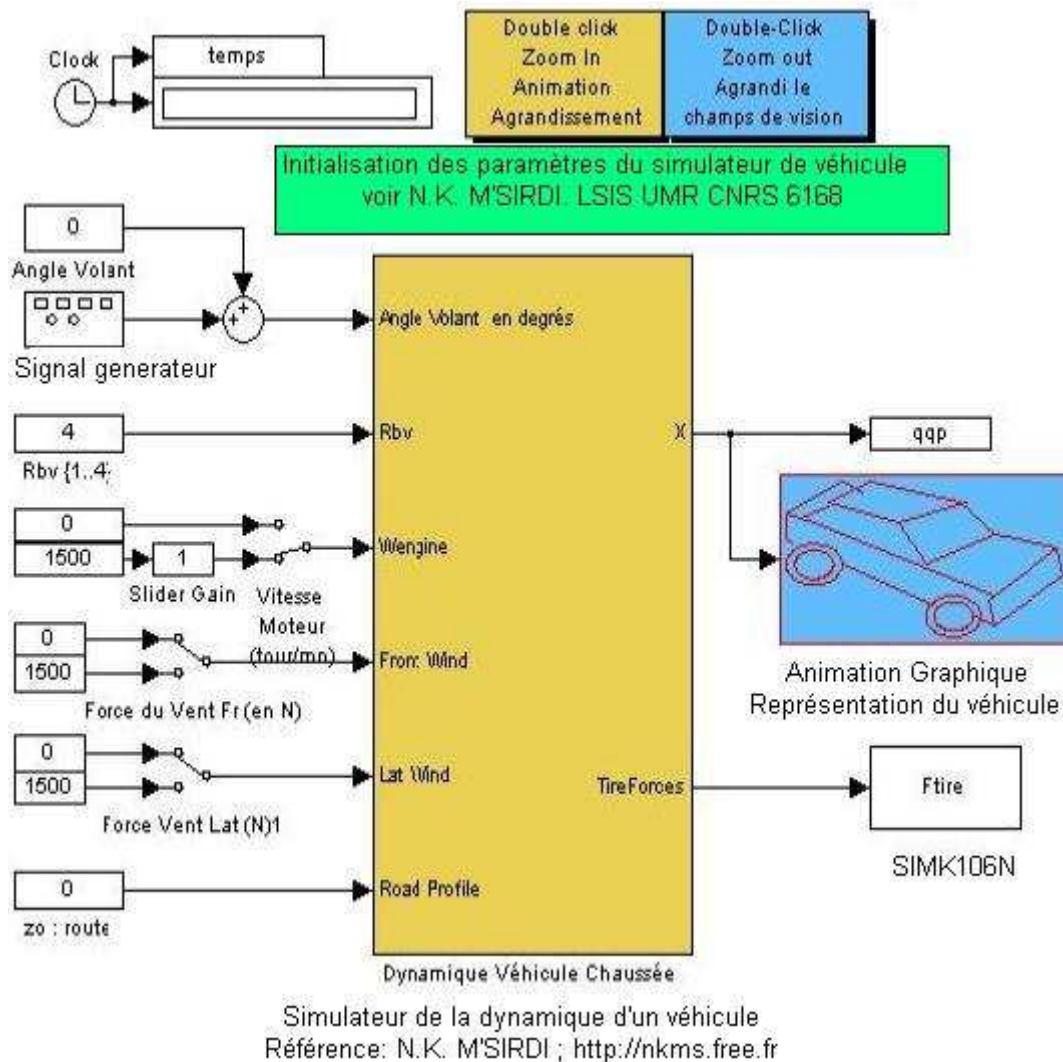 Clock
temps
Double click
Zoom In
Animation
Agrandissement
Double-Click
Zoom out
Agrandi le
champs de vision
Initialisation des paramètres du simulateur de véhicule
voir N.K. M'SIRDI. LSIS UMR CNRS 6168
0
Angle Volant
Signal generateur
Angle Volant en degrés
4
Rbv {1..4}
Rbv
X
qqp
0
1500
1
Slider Gain
Vitesse
Moteur
(tour/mn)
Wengine
0
1500
Force du Vent Fr (en N)
Front Wind
Animation Graphique
Représentation du véhicule
0
1500
Force Vent Lat (N)1
Lat Wind
TireForces
Ftire
SIMK106N
0
zo : route
Road Profile
Dynamique Véhicule Chaussée
Simulateur de la dynamique d'un véhicule
Référence: N.K. M'SIRDI ; http://nkms.free.fr